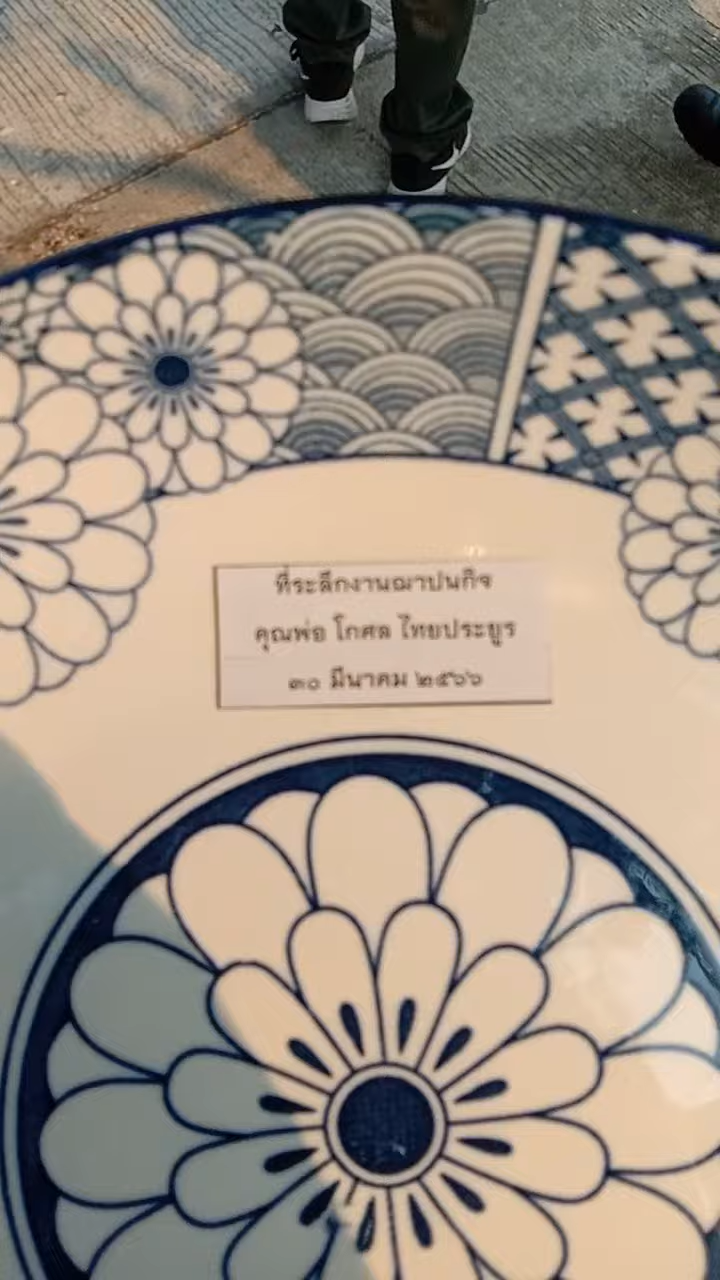 ที่ระลึกงานฌาปนกิจ
คุณพ่อ โกศล ไทยประยูร
๓๐ มีนาคม ๒๕๖๖